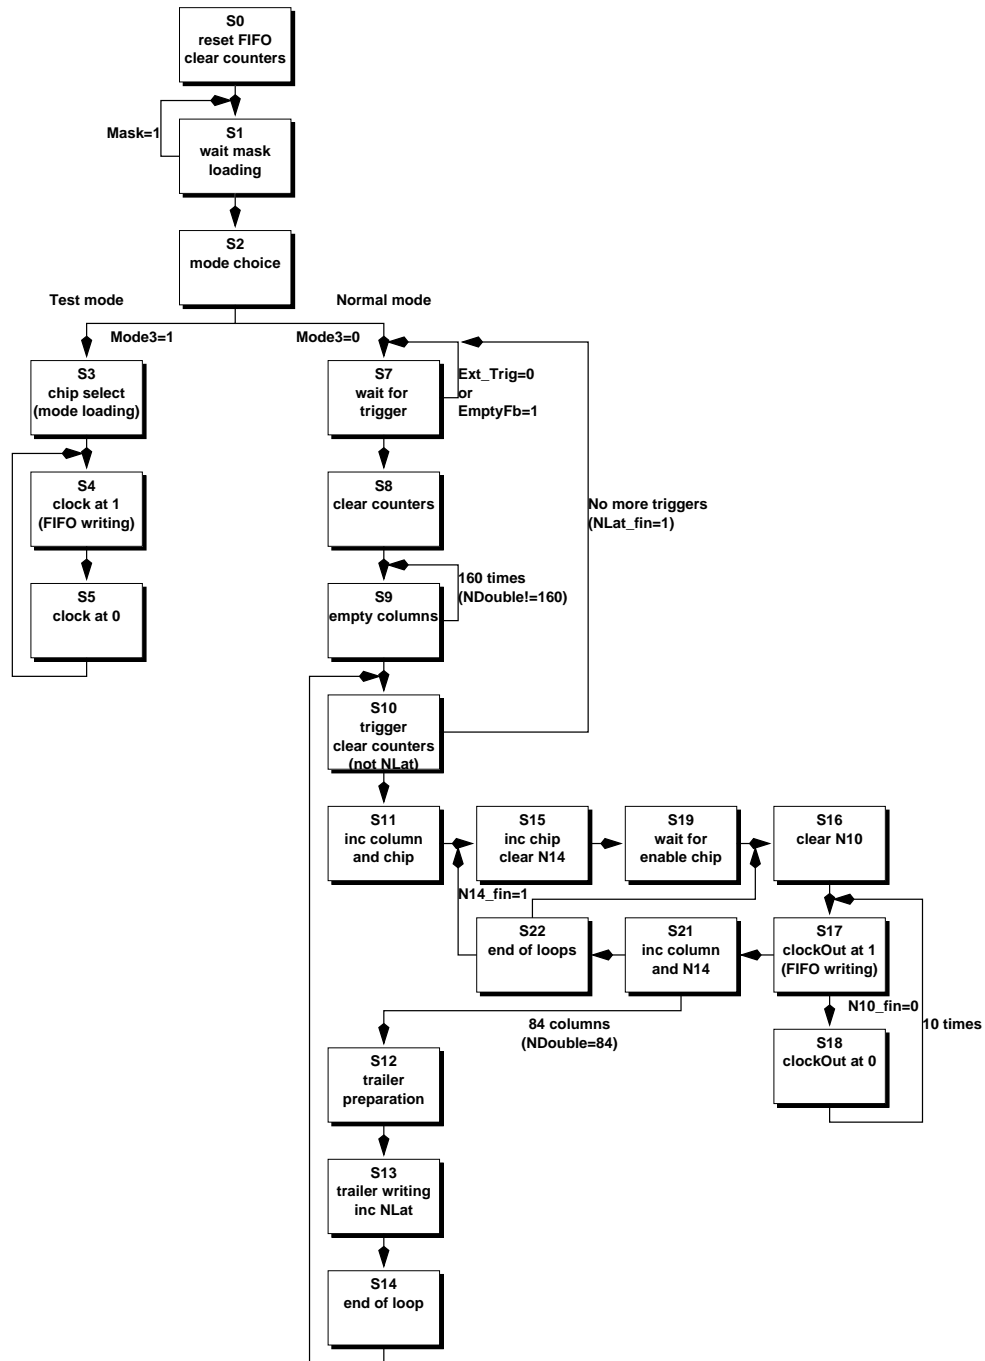 S0
reset FIFO
clear counters
Mask=1
S1
wait mask
loading
S2
mode choice
Test mode
Normal mode
Mode3=1
Mode3=0
S3
chip select
(mode loading)
S7
wait for
trigger
Ext_Trig=0
or
EmptyFb=1
S4
clock at 1
(FIFO writing)
S8
clear counters
No more triggers
(NLat_fin=1)
S5
clock at 0
S9
empty columns
160 times
(NDouble!=160)
S10
trigger
clear counters
(not NLat)
S11
inc column
and chip
S15
inc chip
clear N14
S19
wait for
enable chip
S16
clear N10
N14_fin=1
S22
end of loops
S21
inc column
and N14
S17
clockOut at 1
(FIFO writing)
N10_fin=0
10 times
84 columns
(NDouble=84)
S18
clockOut at 0
S12
trailer
preparation
S13
trailer writing
inc NLat
S14
end of loop